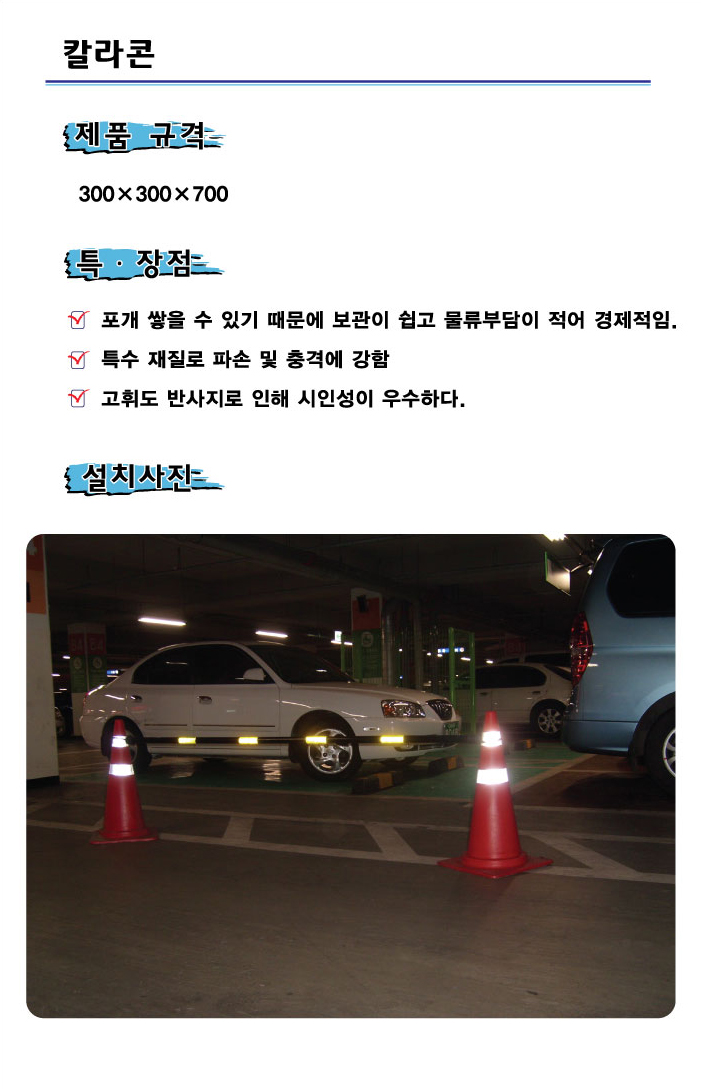 칼라콘
제품 규격
300×300×700
특 · 장점
포개 쌓을 수 있기 때문에 보관이 쉽고 물류부담이 적어 경제적임.
특수 재질로 파손 및 충격에 강함
고휘도 반사지로 인해 시인성이 우수하다.
설치사진